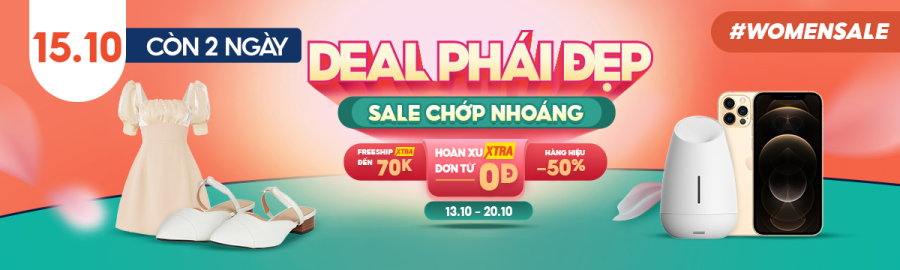 15.10
CÒN 2 NGÀY
#WOMENSALE
DEAL PHÁI ĐẸP
SALE CHỚP NHOÁNG
FREESHIP XTRA
ĐẾN 70K
HOÀN XU XTRA
ĐƠN TỪ 0Đ
HÀNG HIỆU
-50%
13.10 - 20.10